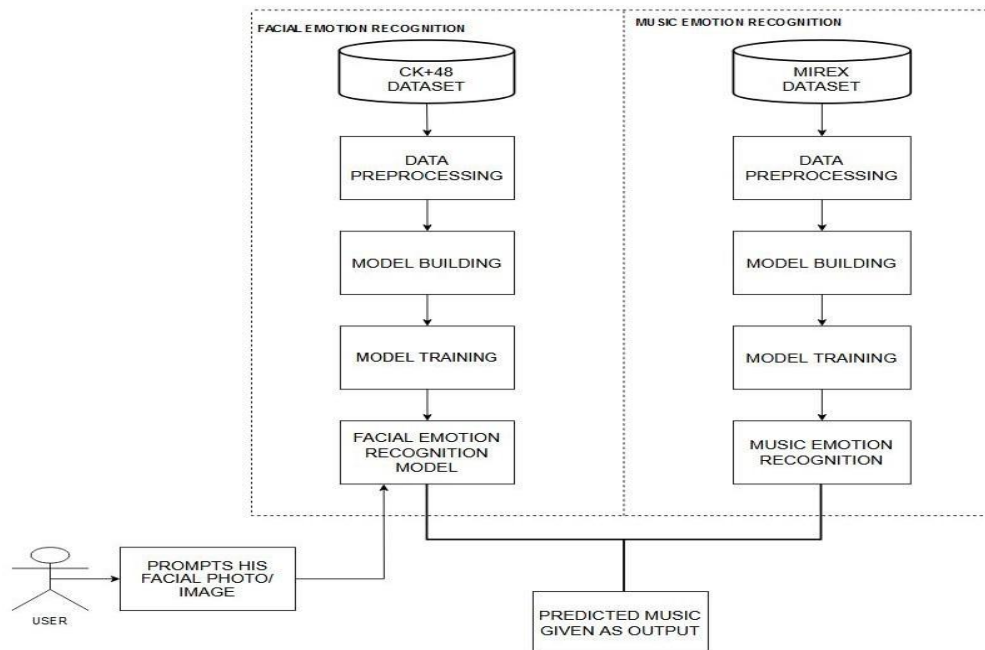 FACIAL EMOTION RECOGNITION
CK+48
DATASET
DATA
PREPROCESSING
MODEL BUILDING
MODEL TRAINING
FACIAL EMOTION
RECOGNITION
MODEL
MUSIC EMOTION RECOGNITION
MIREX
DATASET
DATA
PREPROCESSING
MODEL BUILDING
MODEL TRAINING
MUSIC EMOTION
RECOGNITION
USER
PROMPTS HIS
FACIAL PHOTO/
IMAGE
PREDICTED MUSIC
GIVEN AS OUTPUT